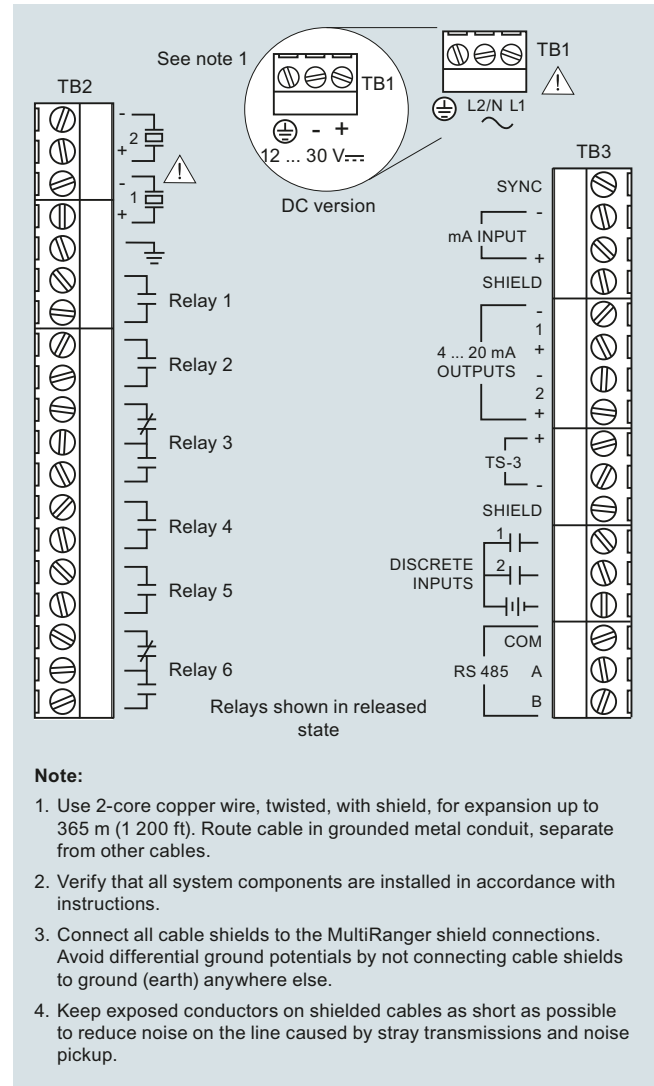 See note 1
TB1
TB1
L2/N L1
- +
12 ... 30 V
DC version
TB2
-
2
+
-
1
+
Relay 1
Relay 2
Relay 3
Relay 4
Relay 5
Relay 6
Relays shown in released
state
TB3
SYNC
-
mA INPUT
+
SHIELD
-
1
+
4 ... 20 mA
OUTPUTS
-
2
+
+
TS-3
-
SHIELD
1
DISCRETE
INPUTS
2
COM
RS 485 A
B
Note:
1. Use 2-core copper wire, twisted, with shield, for expansion up to
365 m (1 200 ft). Route cable in grounded metal conduit, separate
from other cables.
2. Verify that all system components are installed in accordance with
instructions.
3. Connect all cable shields to the MultiRanger shield connections.
Avoid differential ground potentials by not connecting cable shields
to ground (earth) anywhere else.
4. Keep exposed conductors on shielded cables as short as possible
to reduce noise on the line caused by stray transmissions and noise
pickup.